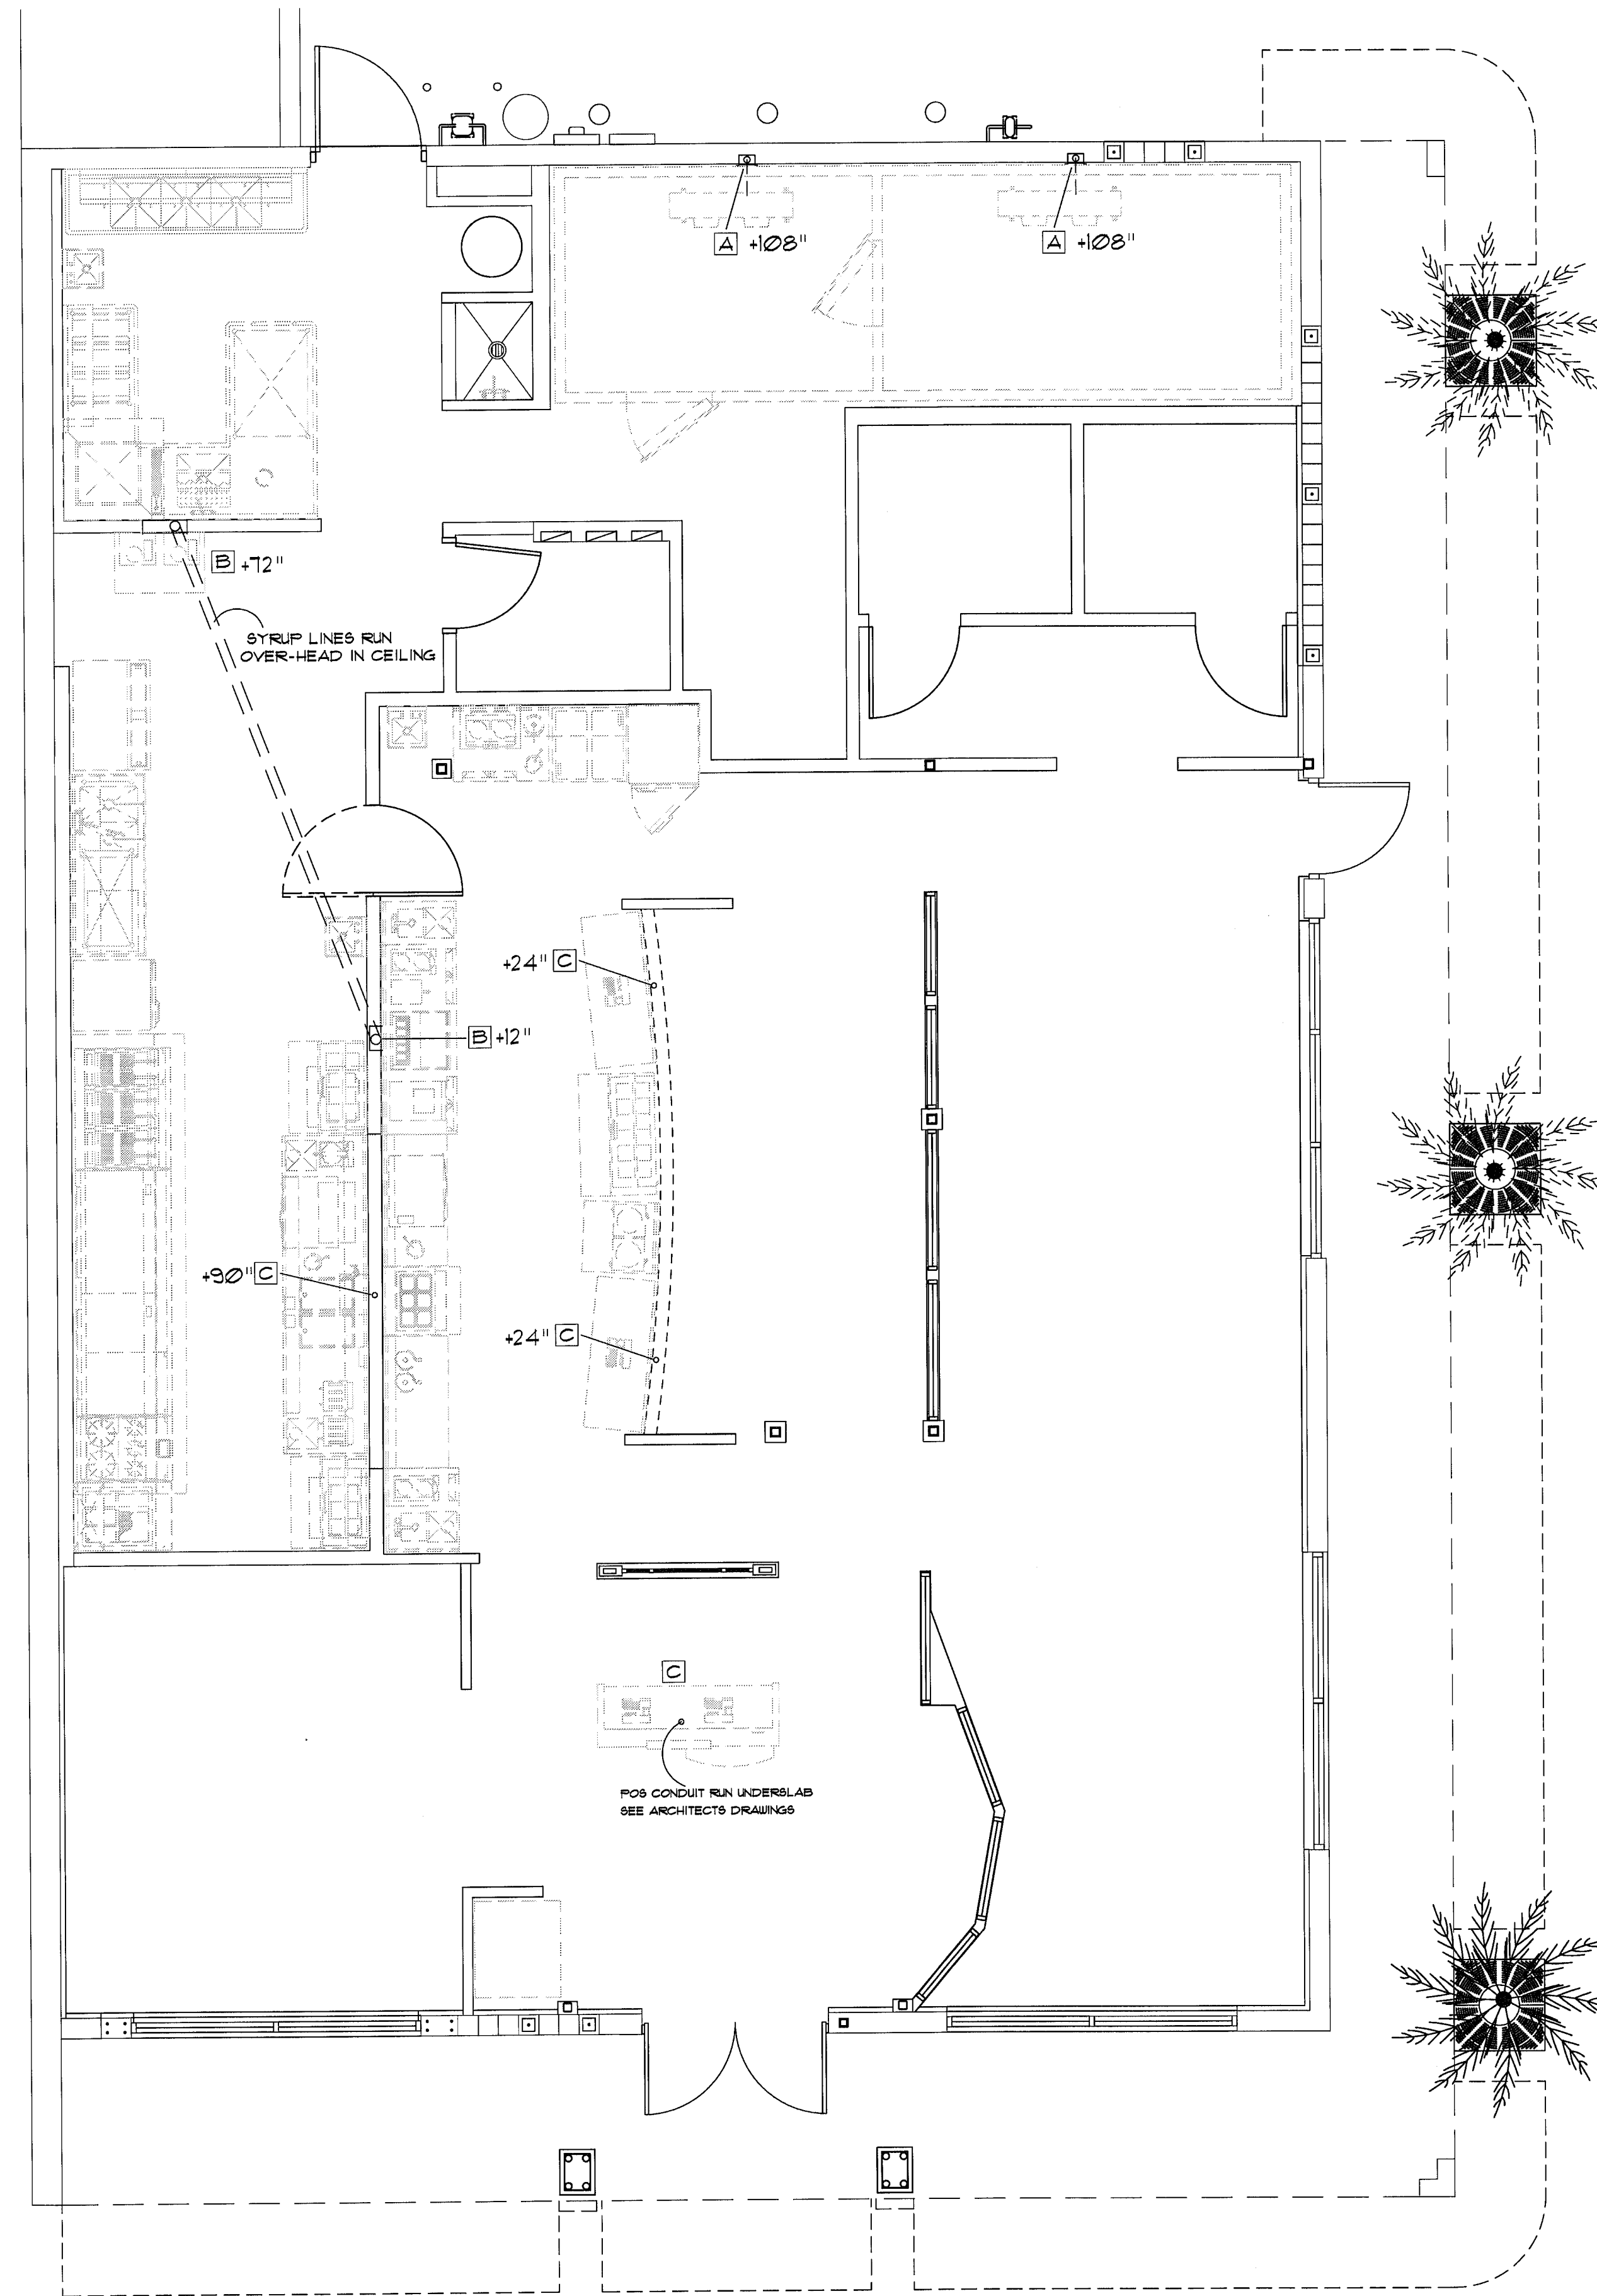 A +108"
A +108"
B +72"
SYRUP LINES RUN
OVER-HEAD IN CEILING
+24" C
B +12"
+90" C
+24" C
C
POS CONDUIT RUN UNDERSLAB
SEE ARCHITECTS DRAWINGS